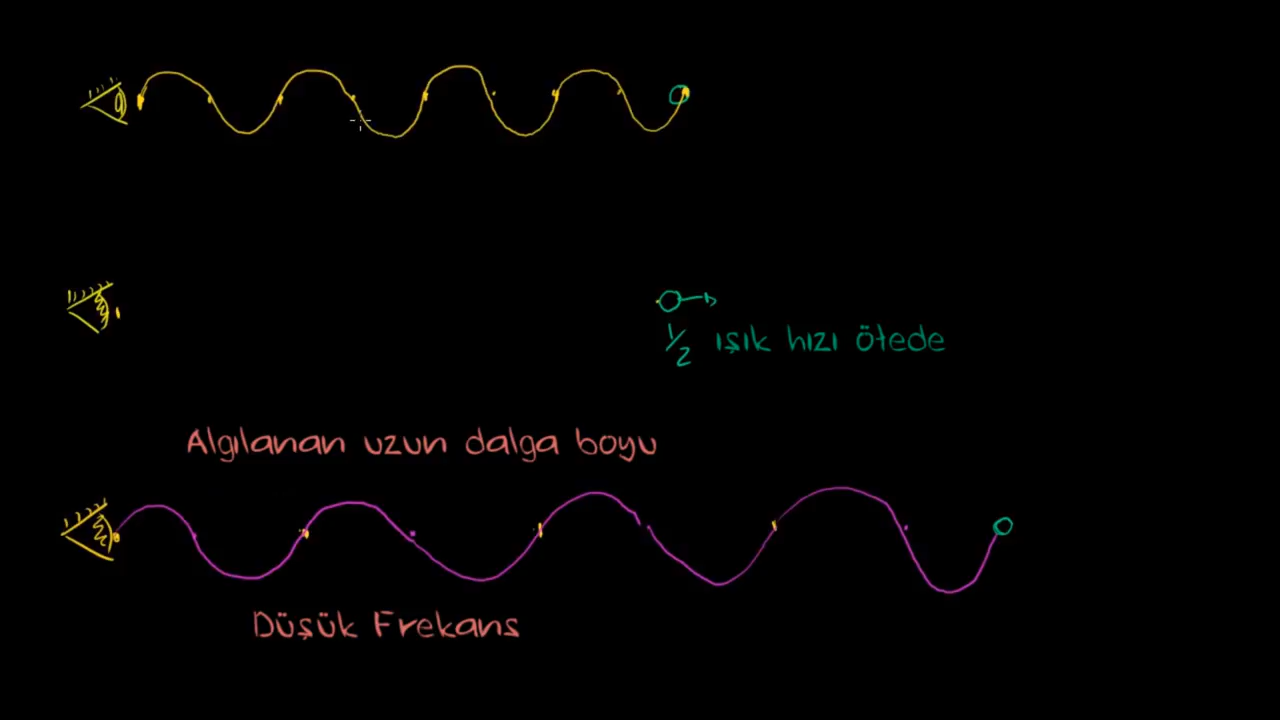 1/2 ışık hızı ötede
Algılanan uzun dalga boyu
Düşük Frekans